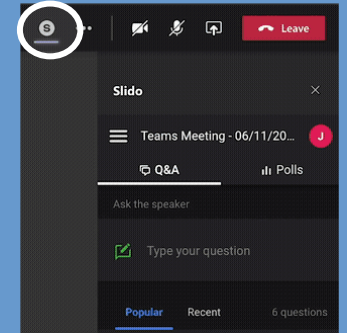 S Leave
Slido
Teams Meeting - 06/11/20... J
Q&A Polls
Ask the speaker
Type your question
Popular Recent 6 questions